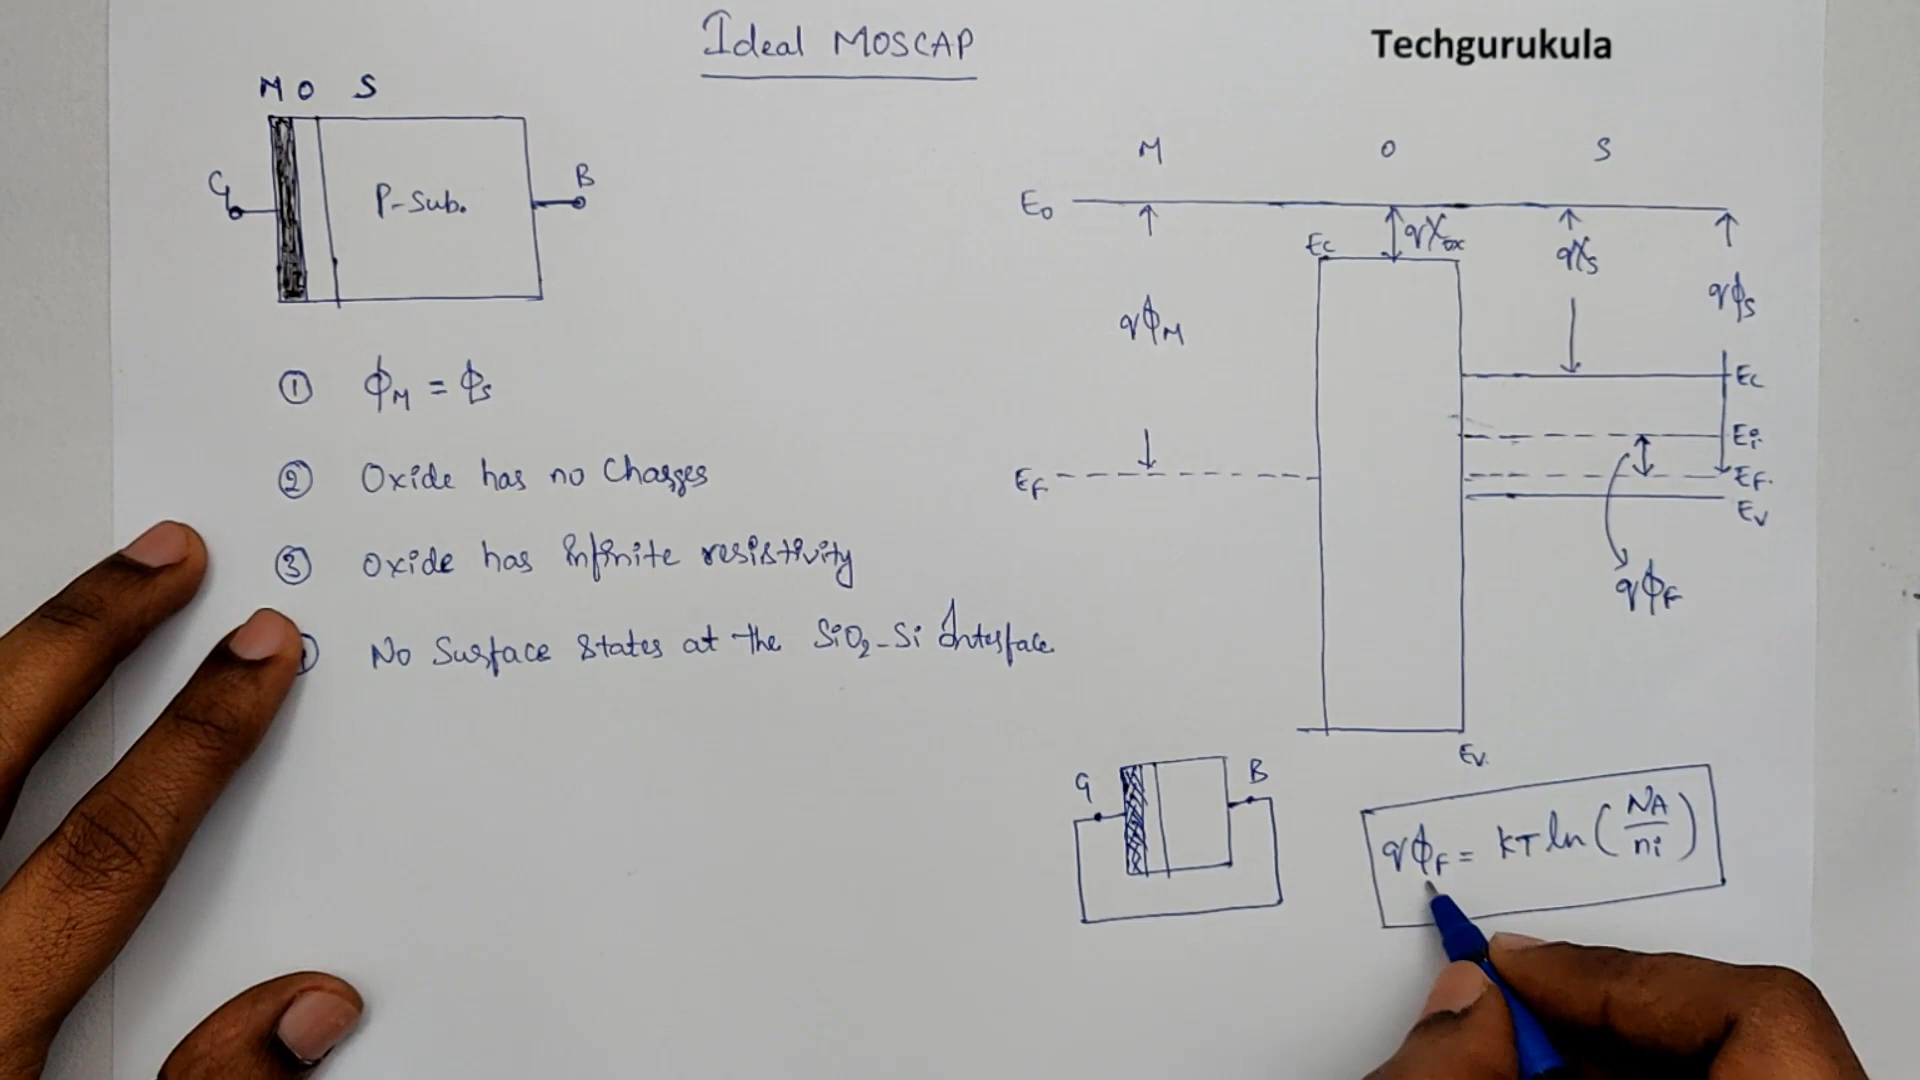 Ideal MOSCAP
Techgurukula
M O S
G
P-Sub.
B
① ϕM = ϕS
② Oxide has no Charges
③ Oxide has infinite resistivity
No Surface States at the SiO₂-Si Interface
M O S
E₀
Ec
qχox
qχS
qϕM
qϕS
Ec
Ei
EF
EF
Ev
qϕF
Ev
G
B
qϕF = KT ln (NA/ni)